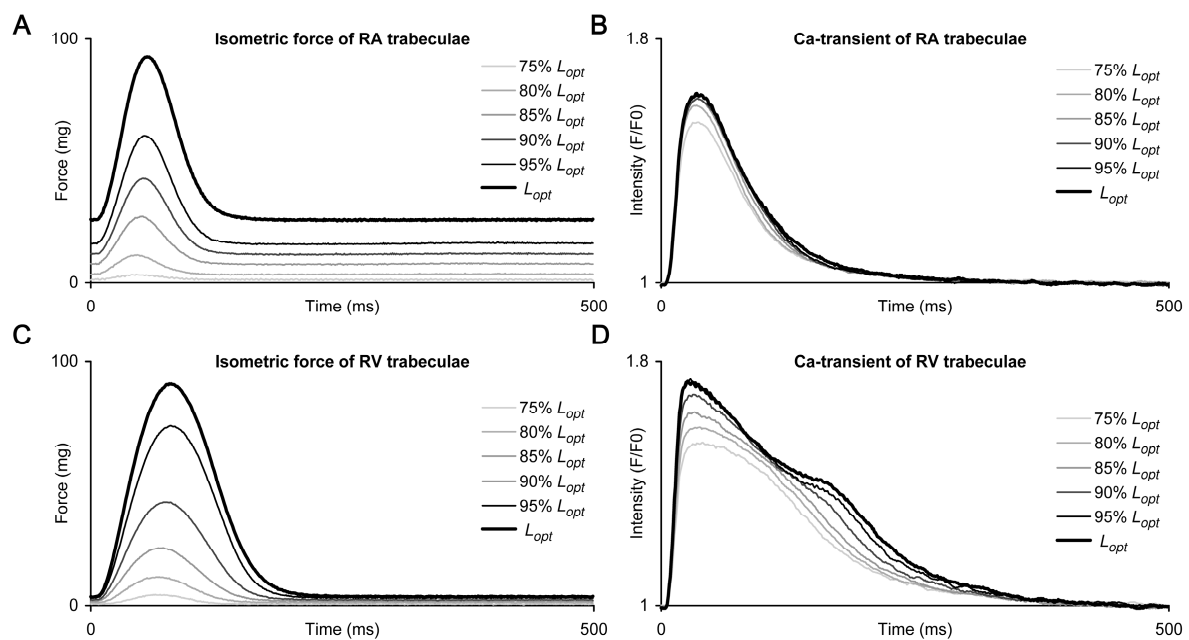 A
Isometric force of RA trabeculae
100
Force (mg)
0
0
Time (ms)
500
75% Lopt
80% Lopt
85% Lopt
90% Lopt
95% Lopt
Lopt
B
Ca-transient of RA trabeculae
1.8
Intensity (F/F0)
1
0
Time (ms)
500
75% Lopt
80% Lopt
85% Lopt
90% Lopt
95% Lopt
Lopt
C
Isometric force of RV trabeculae
100
Force (mg)
0
0
Time (ms)
500
75% Lopt
80% Lopt
85% Lopt
90% Lopt
95% Lopt
Lopt
D
Ca-transient of RV trabeculae
1.8
Intensity (F/F0)
1
0
Time (ms)
500
75% Lopt
80% Lopt
85% Lopt
90% Lopt
95% Lopt
Lopt